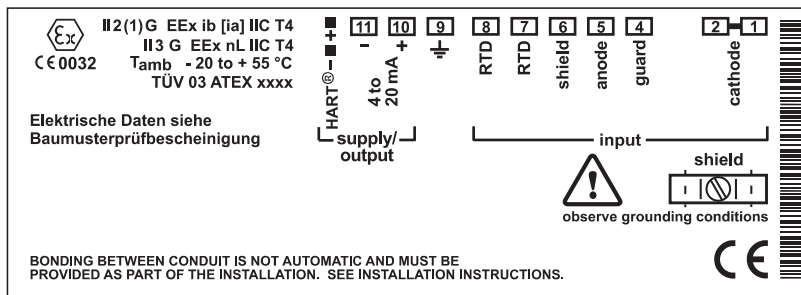 II 2 (1) G EEx ib [ia] IIC T4
II 3 G EEx nL IIC T4
Tamb - 20 to + 55 °C
TÜV 03 ATEX xxxx
εx
CE 0032
Elektrische Daten siehe
Baumusterprüfbescheinigung
HART® – +
11 10 9 8 7 6 5 4 2 1
– +
4 to
20 mA
RTD
RTD
shield
anode
guard
cathode
supply/
output
input
shield
observe grounding conditions
BONDING BETWEEN CONDUIT IS NOT AUTOMATIC AND MUST BE
PROVIDED AS PART OF THE INSTALLATION. SEE INSTALLATION INSTRUCTIONS.
CE